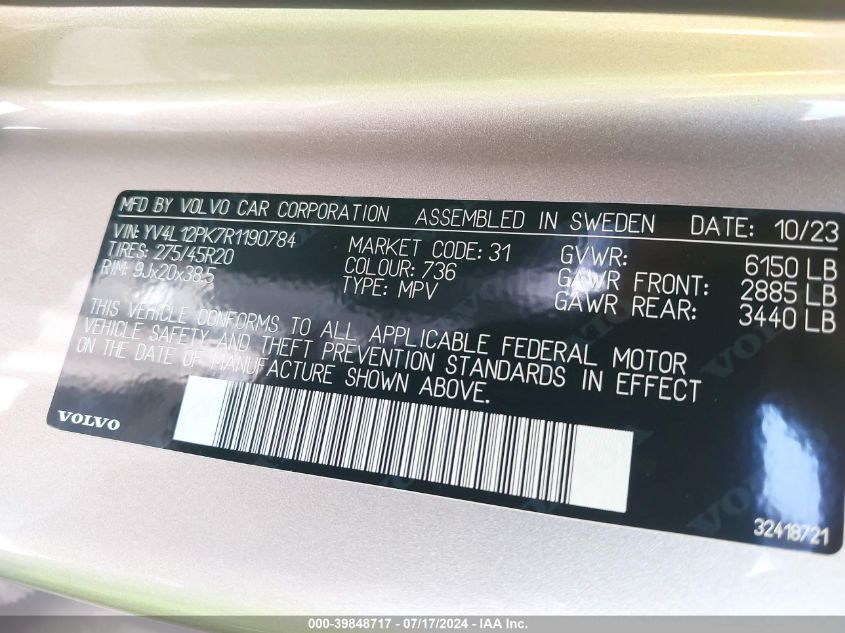 MFD BY VOLVO CAR CORPORATION ASSEMBLED IN SWEDEN DATE: 10/23
VIN: YV4L12PK7R1190784 MARKET CODE: 31 GVWR: 6150 LB
TIRES: 275/45R20 COLOUR: 736 GAWR FRONT: 2885 LB
RIM: 9Jx20x38.5 TYPE: MPV GAWR REAR: 3440 LB
THIS VEHICLE CONFORMS TO ALL APPLICABLE FEDERAL MOTOR
VEHICLE SAFETY AND THEFT PREVENTION STANDARDS IN EFFECT
ON THE DATE OF MANUFACTURE SHOWN ABOVE.
VOLVO
32418721
000-39848717 - 07/17/2024 - IAA Inc.